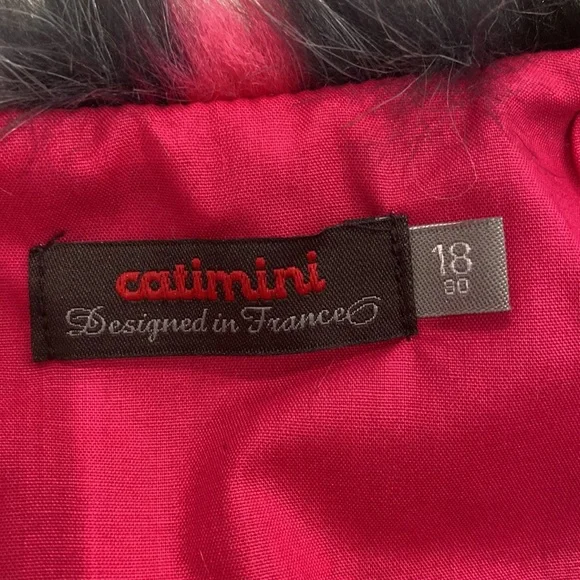 catimini
Designed in France
18
80